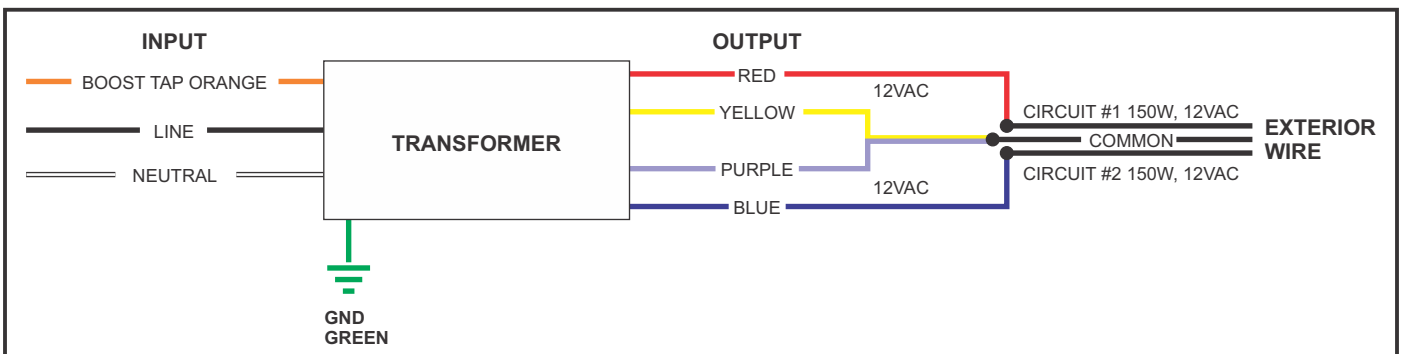 INPUT
OUTPUT
BOOST TAP ORANGE
LINE
NEUTRAL
TRANSFORMER
GND
GREEN
RED
12VAC
YELLOW
PURPLE
12VAC
BLUE
CIRCUIT #1 150W, 12VAC
COMMON
CIRCUIT #2 150W, 12VAC
EXTERIOR
WIRE